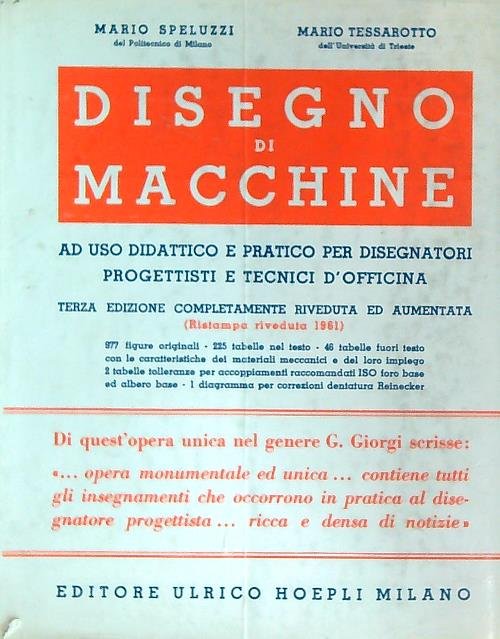 MARIO SPELUZZI
del Politecnico di Milano
MARIO TESSAROTTO
dell'Università di Trieste
DISEGNO
DI
MACCHINE
AD USO DIDATTICO E PRATICO PER DISEGNATORI
PROGETTISTI E TECNICI D'OFFICINA
TERZA EDIZIONE COMPLETAMENTE RIVEDUTA ED AUMENTATA
(Ristampa riveduta 1961)
977 figure originali - 225 tabelle nel testo - 46 tabelle fuori testo
con le caratteristiche dei materiali meccanici e del loro impiego
2 tabelle tolleranze per accoppiamenti raccomandati ISO foro base
ed albero base - 1 diagramma per correzioni dentatura Reinecker
Di quest'opera unica nel genere G. Giorgi scrisse:
«... opera monumentale ed unica ... contiene tutti
gli insegnamenti che occorrono in pratica al dise-
gnatore progettista ... ricca e densa di notizie»
EDITORE ULRICO HOEPLI MILANO